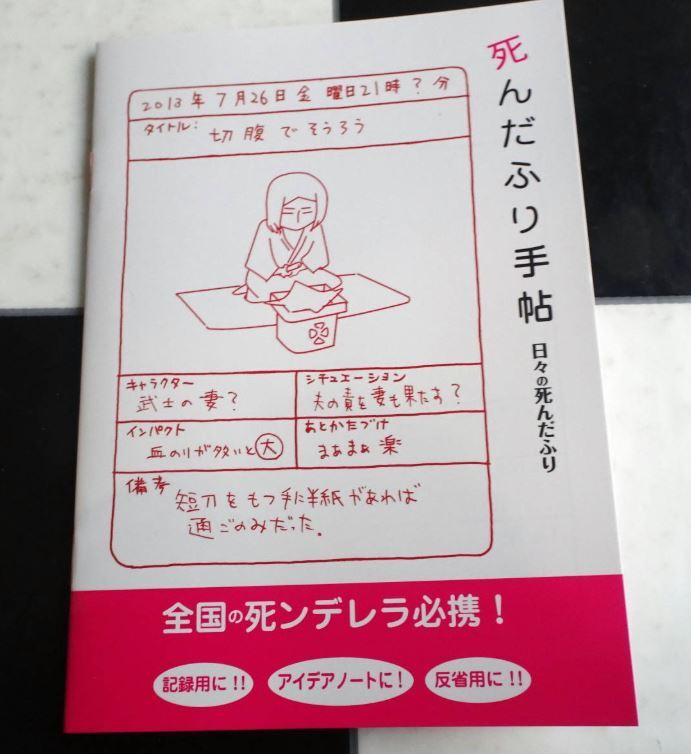 死んだふり手帖
日々の死んだふり
2013年7月26日金曜日21時?分
タイトル: 切腹でそうろう
キャラクター
武士の妻?
シチュエーション
夫の責を妻も果たす?
インパクト
血のりが多いと大
あとかたづけ
まぁまぁ楽
備考
短刀をもつ手に半紙があれば
通ごのみだった。
全国の死ンデレラ必携!
記録用に!!
アイデアノートに!
反省用に!!